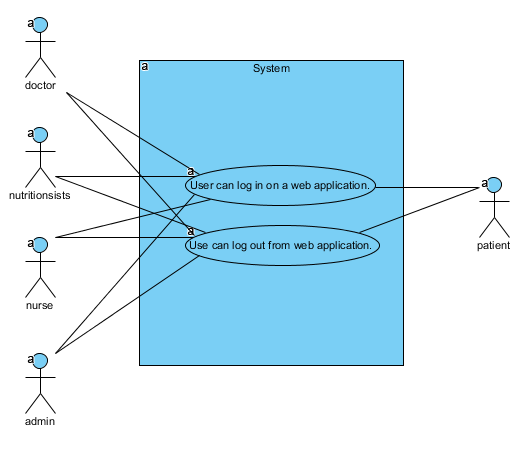 a
doctor
a
System
a
nutritionsists
a
User can log in on a web application.
a
patient
a
nurse
a
Use can log out from web application.
a
admin